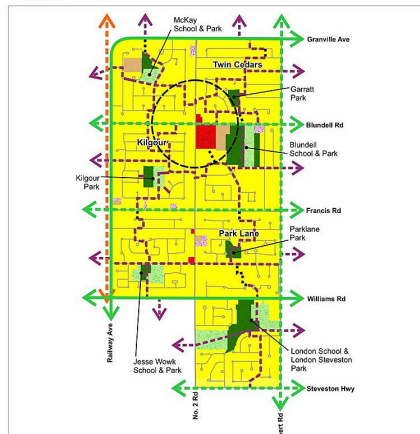 McKay
School & Park
Granville Ave
Twin Cedars
Garratt
Park
Blundell Rd
Kilgour
Blundell
School & Park
Kilgour
Park
Francis Rd
Park Lane
Parklane
Park
Williams Rd
Railway Ave
Jesse Wowk
School & Park
No. 2 Rd
London School &
London Steveston
Park
Steveston Hwy
bert Rd